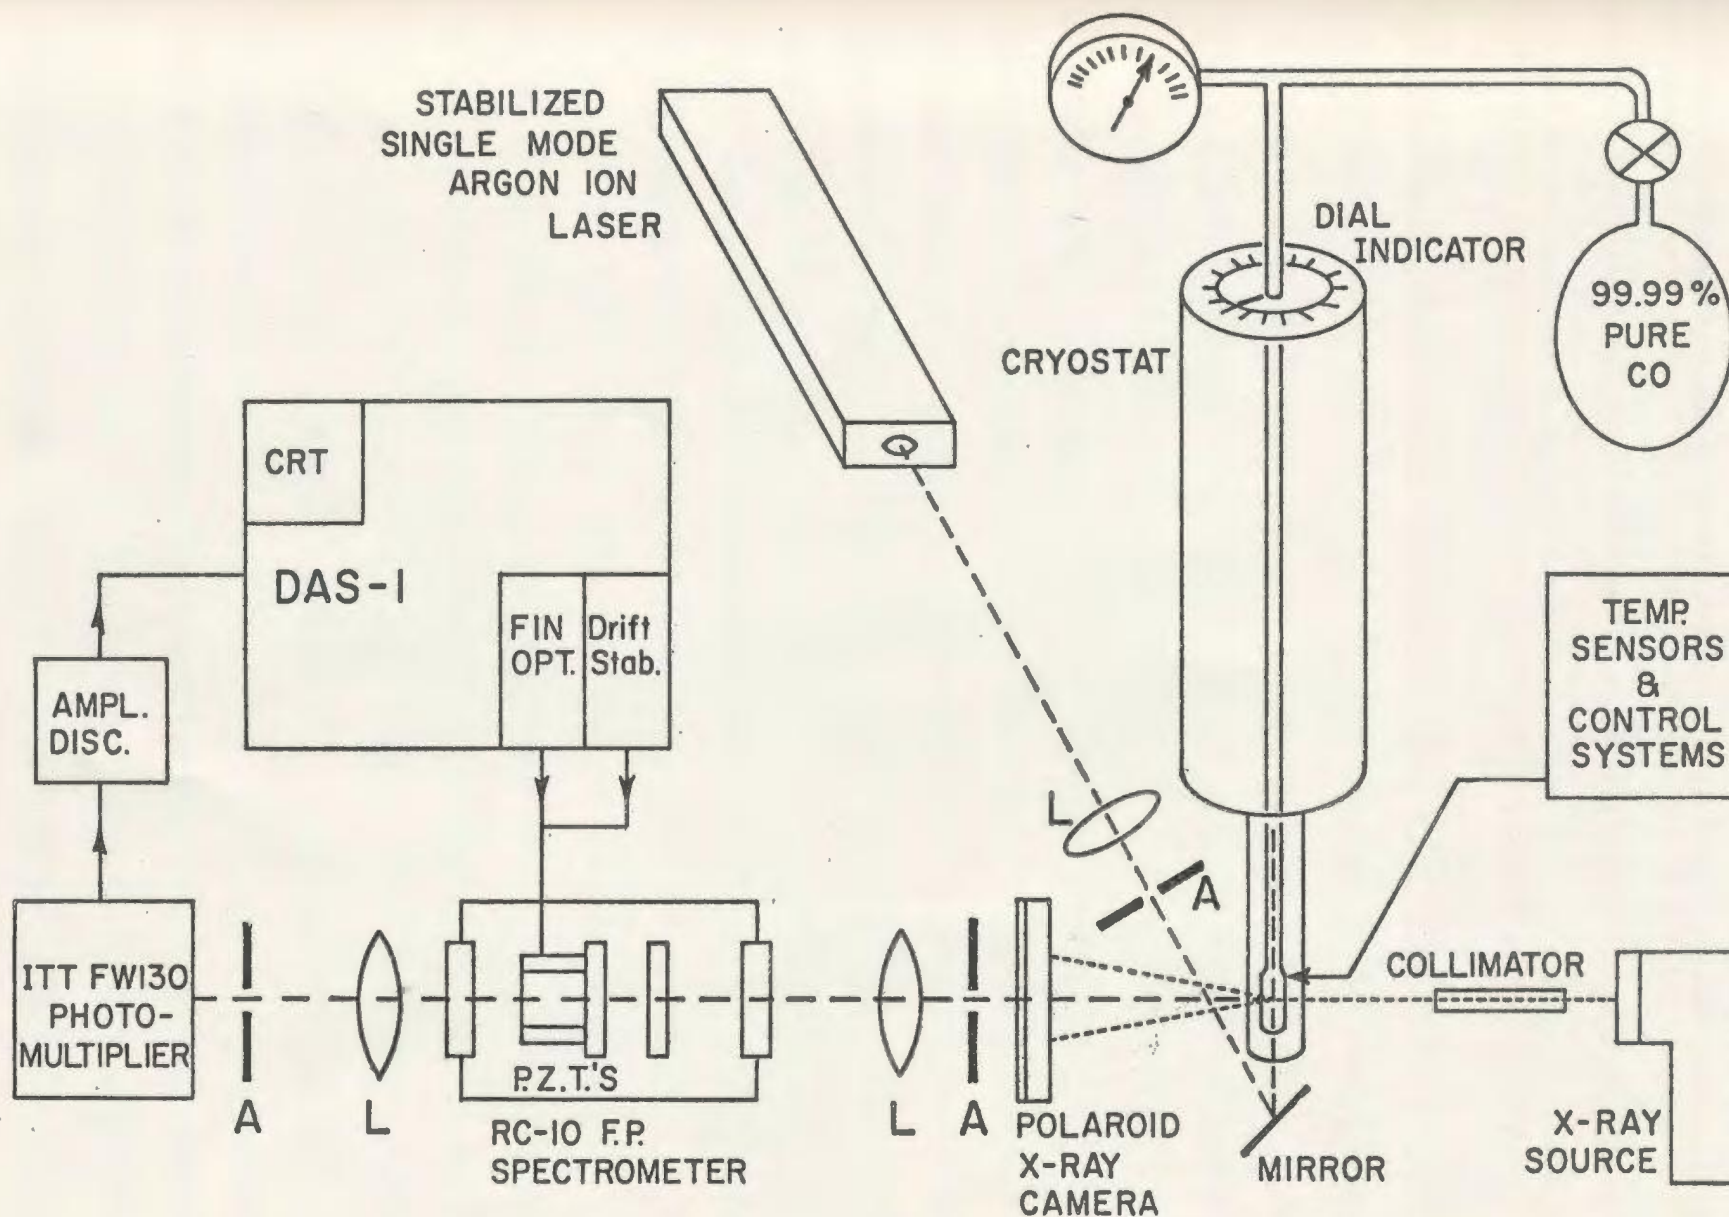 STABILIZED
SINGLE MODE
ARGON ION
LASER
DIAL
INDICATOR
99.99%
PURE
CO
CRYOSTAT
CRT
DAS-1
FIN
OPT.
Drift
Stab.
TEMP.
SENSORS
&
CONTROL
SYSTEMS
AMPL.
DISC.
L
A
ITT FW130
PHOTO-
MULTIPLIER
COLLIMATOR
P.Z.T.'S
A
L
L
A
RC-10 F.P.
SPECTROMETER
POLAROID
X-RAY
CAMERA
MIRROR
X-RAY
SOURCE